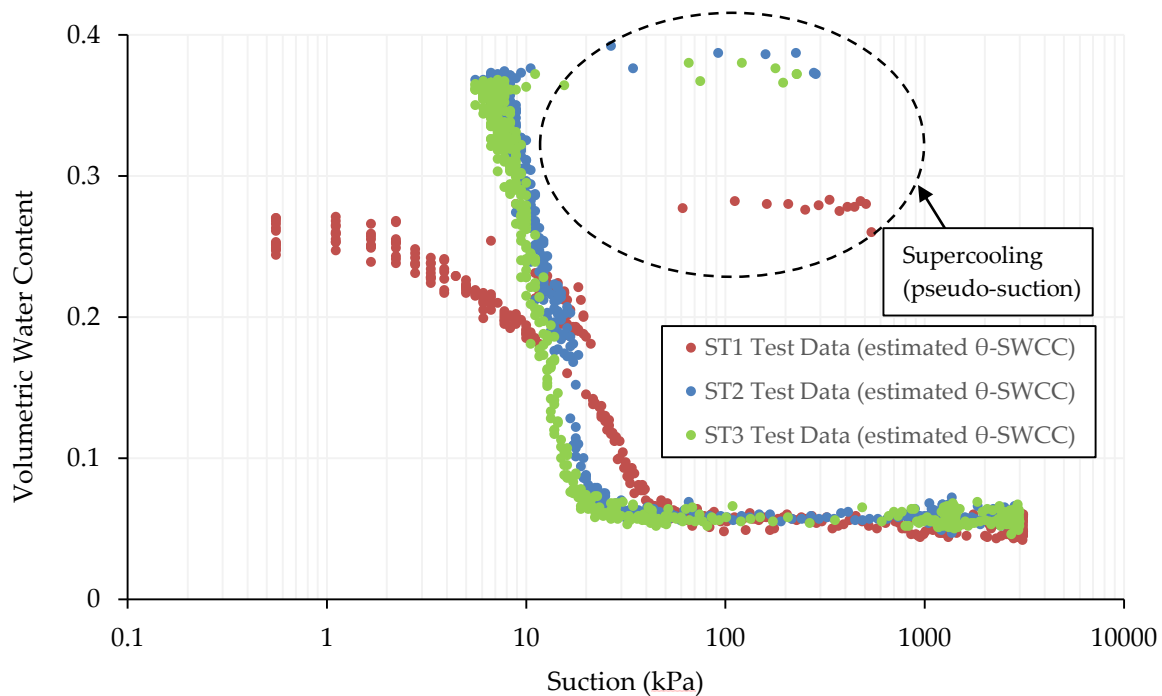 0.4
0.3
0.2
0.1
0
Volumetric Water Content
0.1
1
10
100
1000
10000
Suction (kPa)
Supercooling
(pseudo-suction)
ST1 Test Data (estimated θ-SWCC)
ST2 Test Data (estimated θ-SWCC)
ST3 Test Data (estimated θ-SWCC)